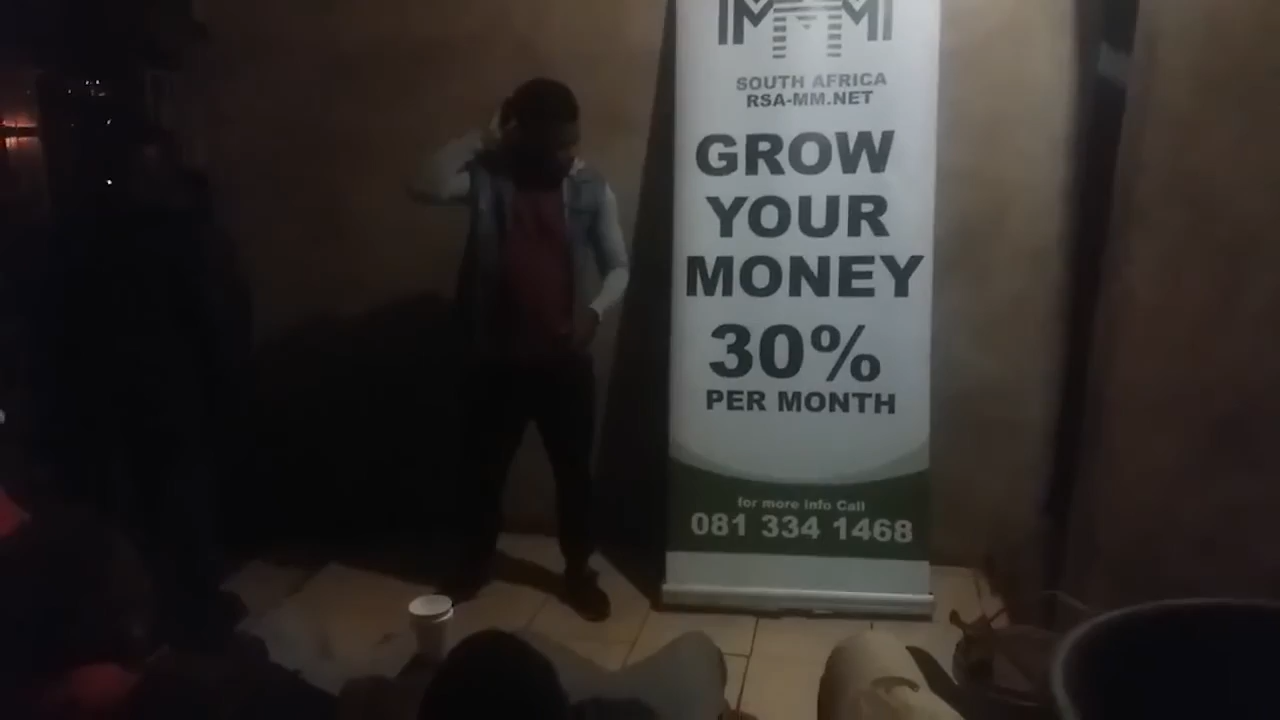 MMM
SOUTH AFRICA
RSA-MM.NET
GROW
YOUR
MONEY
30%
PER MONTH
for more info Call
081 334 1468